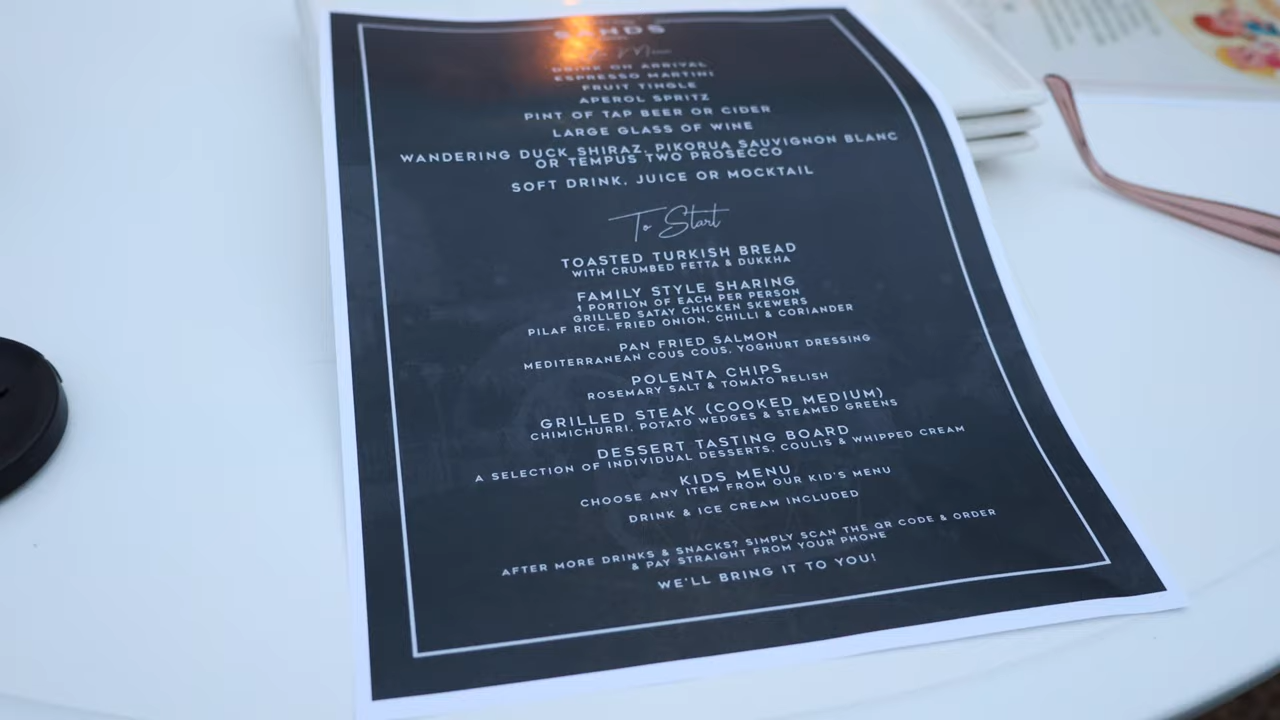 SANDS
DRINK ON ARRIVAL
ESPRESSO MARTINI
FRUIT TINGLE
APEROL SPRITZ
PINT OF TAP BEER OR CIDER
LARGE GLASS OF WINE
WANDERING DUCK SHIRAZ, PIKORUA SAUVIGNON BLANC
OR TEMPUS TWO PROSECCO
SOFT DRINK, JUICE OR MOCKTAIL
To Start
TOASTED TURKISH BREAD
WITH CRUMBED FETTA & DUKKHA
FAMILY STYLE SHARING
1 PORTION OF EACH PER PERSON
GRILLED SATAY CHICKEN SKEWERS
PILAF RICE, FRIED ONION, CHILLI & CORIANDER
PAN FRIED SALMON
MEDITERRANEAN COUS COUS, YOGHURT DRESSING
POLENTA CHIPS
ROSEMARY SALT & TOMATO RELISH
GRILLED STEAK (COOKED MEDIUM)
CHIMICHURRI, POTATO WEDGES & STEAMED GREENS
DESSERT TASTING BOARD
A SELECTION OF INDIVIDUAL DESSERTS, COULIS & WHIPPED CREAM
KIDS MENU
CHOOSE ANY ITEM FROM OUR KID'S MENU
DRINK & ICE CREAM INCLUDED
AFTER MORE DRINKS & SNACKS? SIMPLY SCAN THE QR CODE & ORDER
& PAY STRAIGHT FROM YOUR PHONE
WE'LL BRING IT TO YOU!